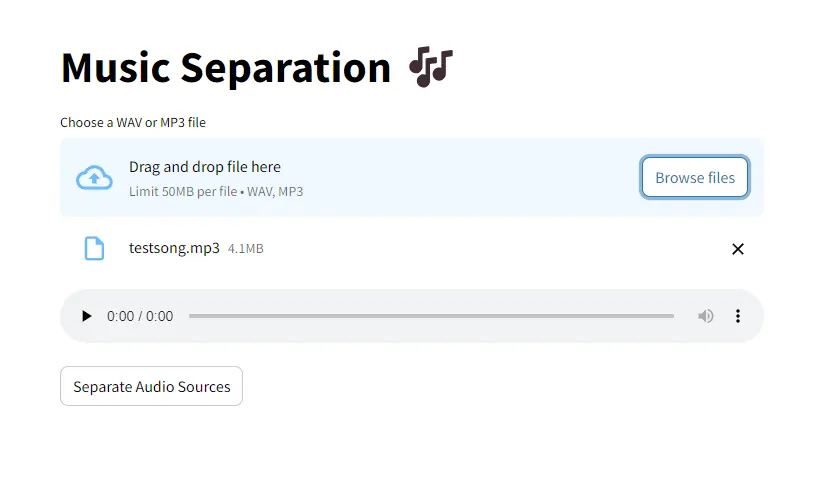 Music Separation 🎶
Choose a WAV or MP3 file
Drag and drop file here
Limit 50MB per file • WAV, MP3
Browse files
testsong.mp3 4.1MB
0:00 / 0:00
Separate Audio Sources